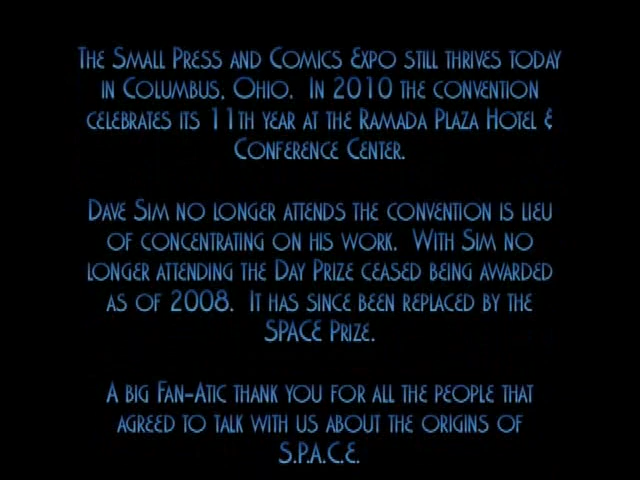 The Small Press and Comics Expo still thrives today
in Columbus, Ohio. In 2010 the convention
celebrates its 11th year at the Ramada Plaza Hotel &
Conference Center.
Dave Sim no longer attends the convention is lieu
of concentrating on his work. With Sim no
longer attending the Day Prize ceased being awarded
as of 2008. It has since been replaced by the
SPACE Prize.
A big Fan-Atic thank you for all the people that
agreed to talk with us about the origins of
S.P.A.C.E.